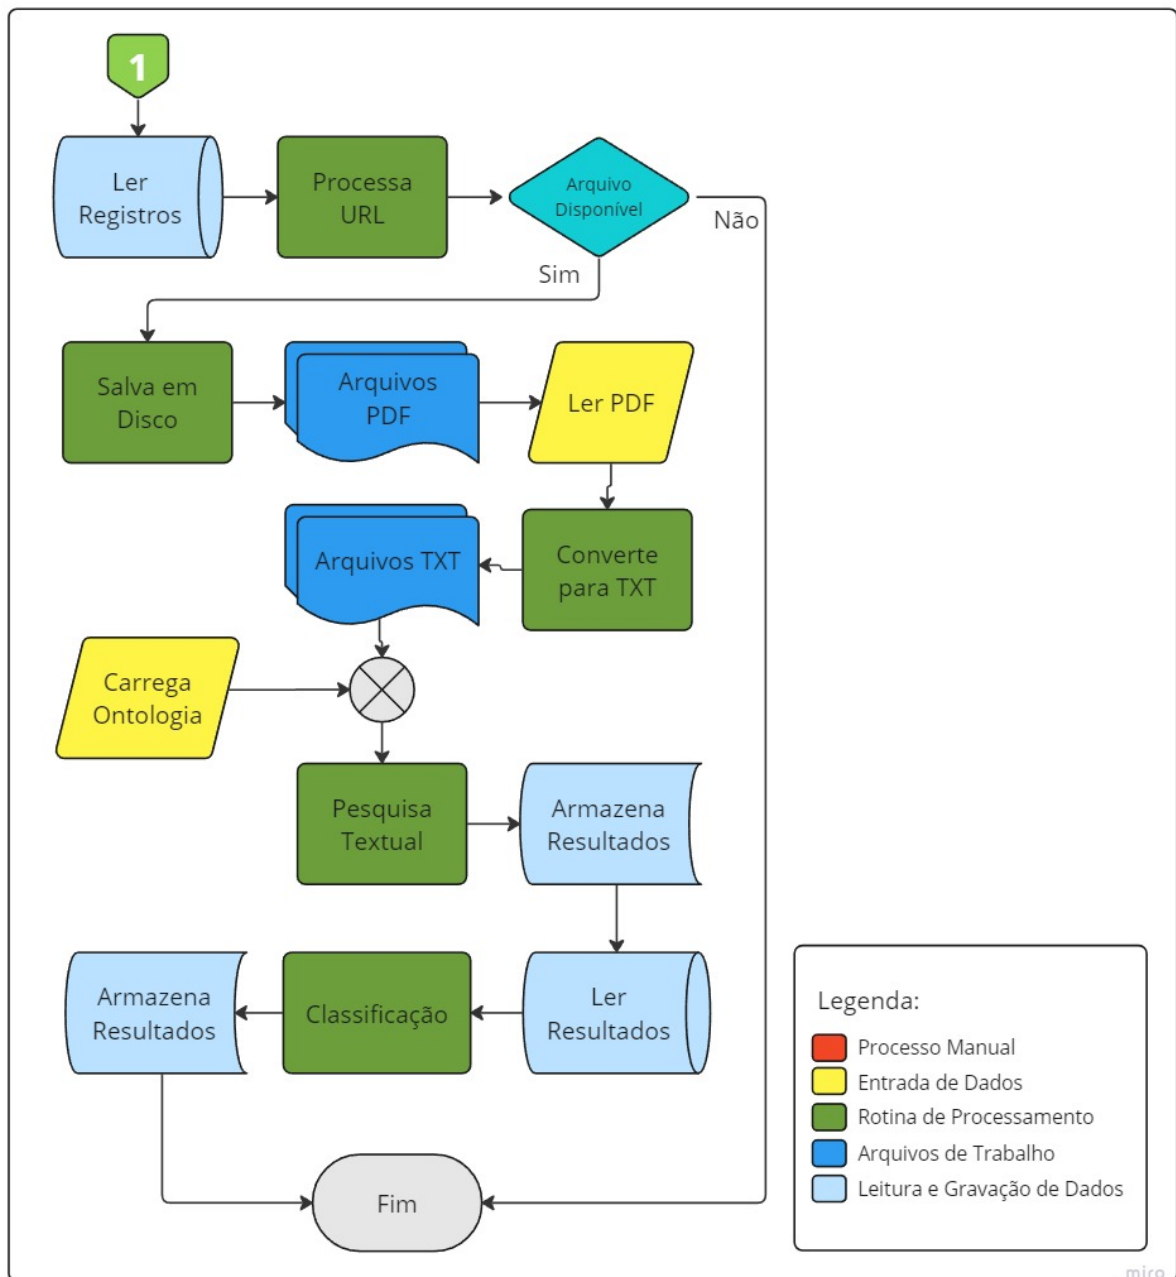 1
Ler
Registros
Processa
URL
Arquivo
Disponível
Não
Sim
Salva em
Disco
Arquivos
PDF
Ler PDF
Arquivos TXT
Converte
para TXT
Carrega
Ontologia
Pesquisa
Textual
Armazena
Resultados
Armazena
Resultados
Classificação
Ler
Resultados
Legenda:
Processo Manual
Entrada de Dados
Rotina de Processamento
Arquivos de Trabalho
Leitura e Gravação de Dados
Fim
miro